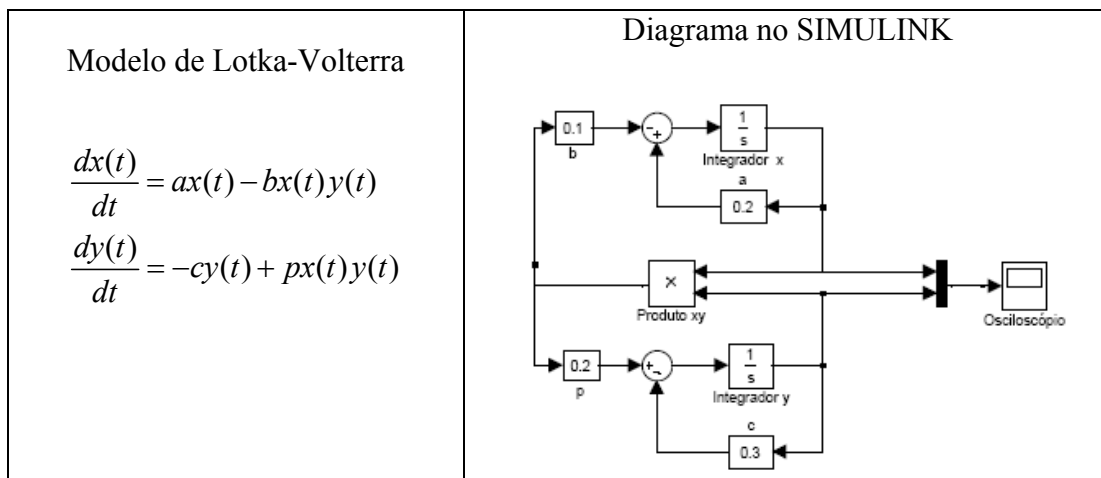 Modelo de Lotka-Volterra
dx(t)/dt = ax(t) − bx(t)y(t)
dy(t)/dt = −cy(t) + px(t)y(t)
Diagrama no SIMULINK
0.1
b
- +
1/s
Integrador x
a
0.2
×
Produto xy
Osciloscópio
0.2
p
+ -
1/s
Integrador y
c
0.3